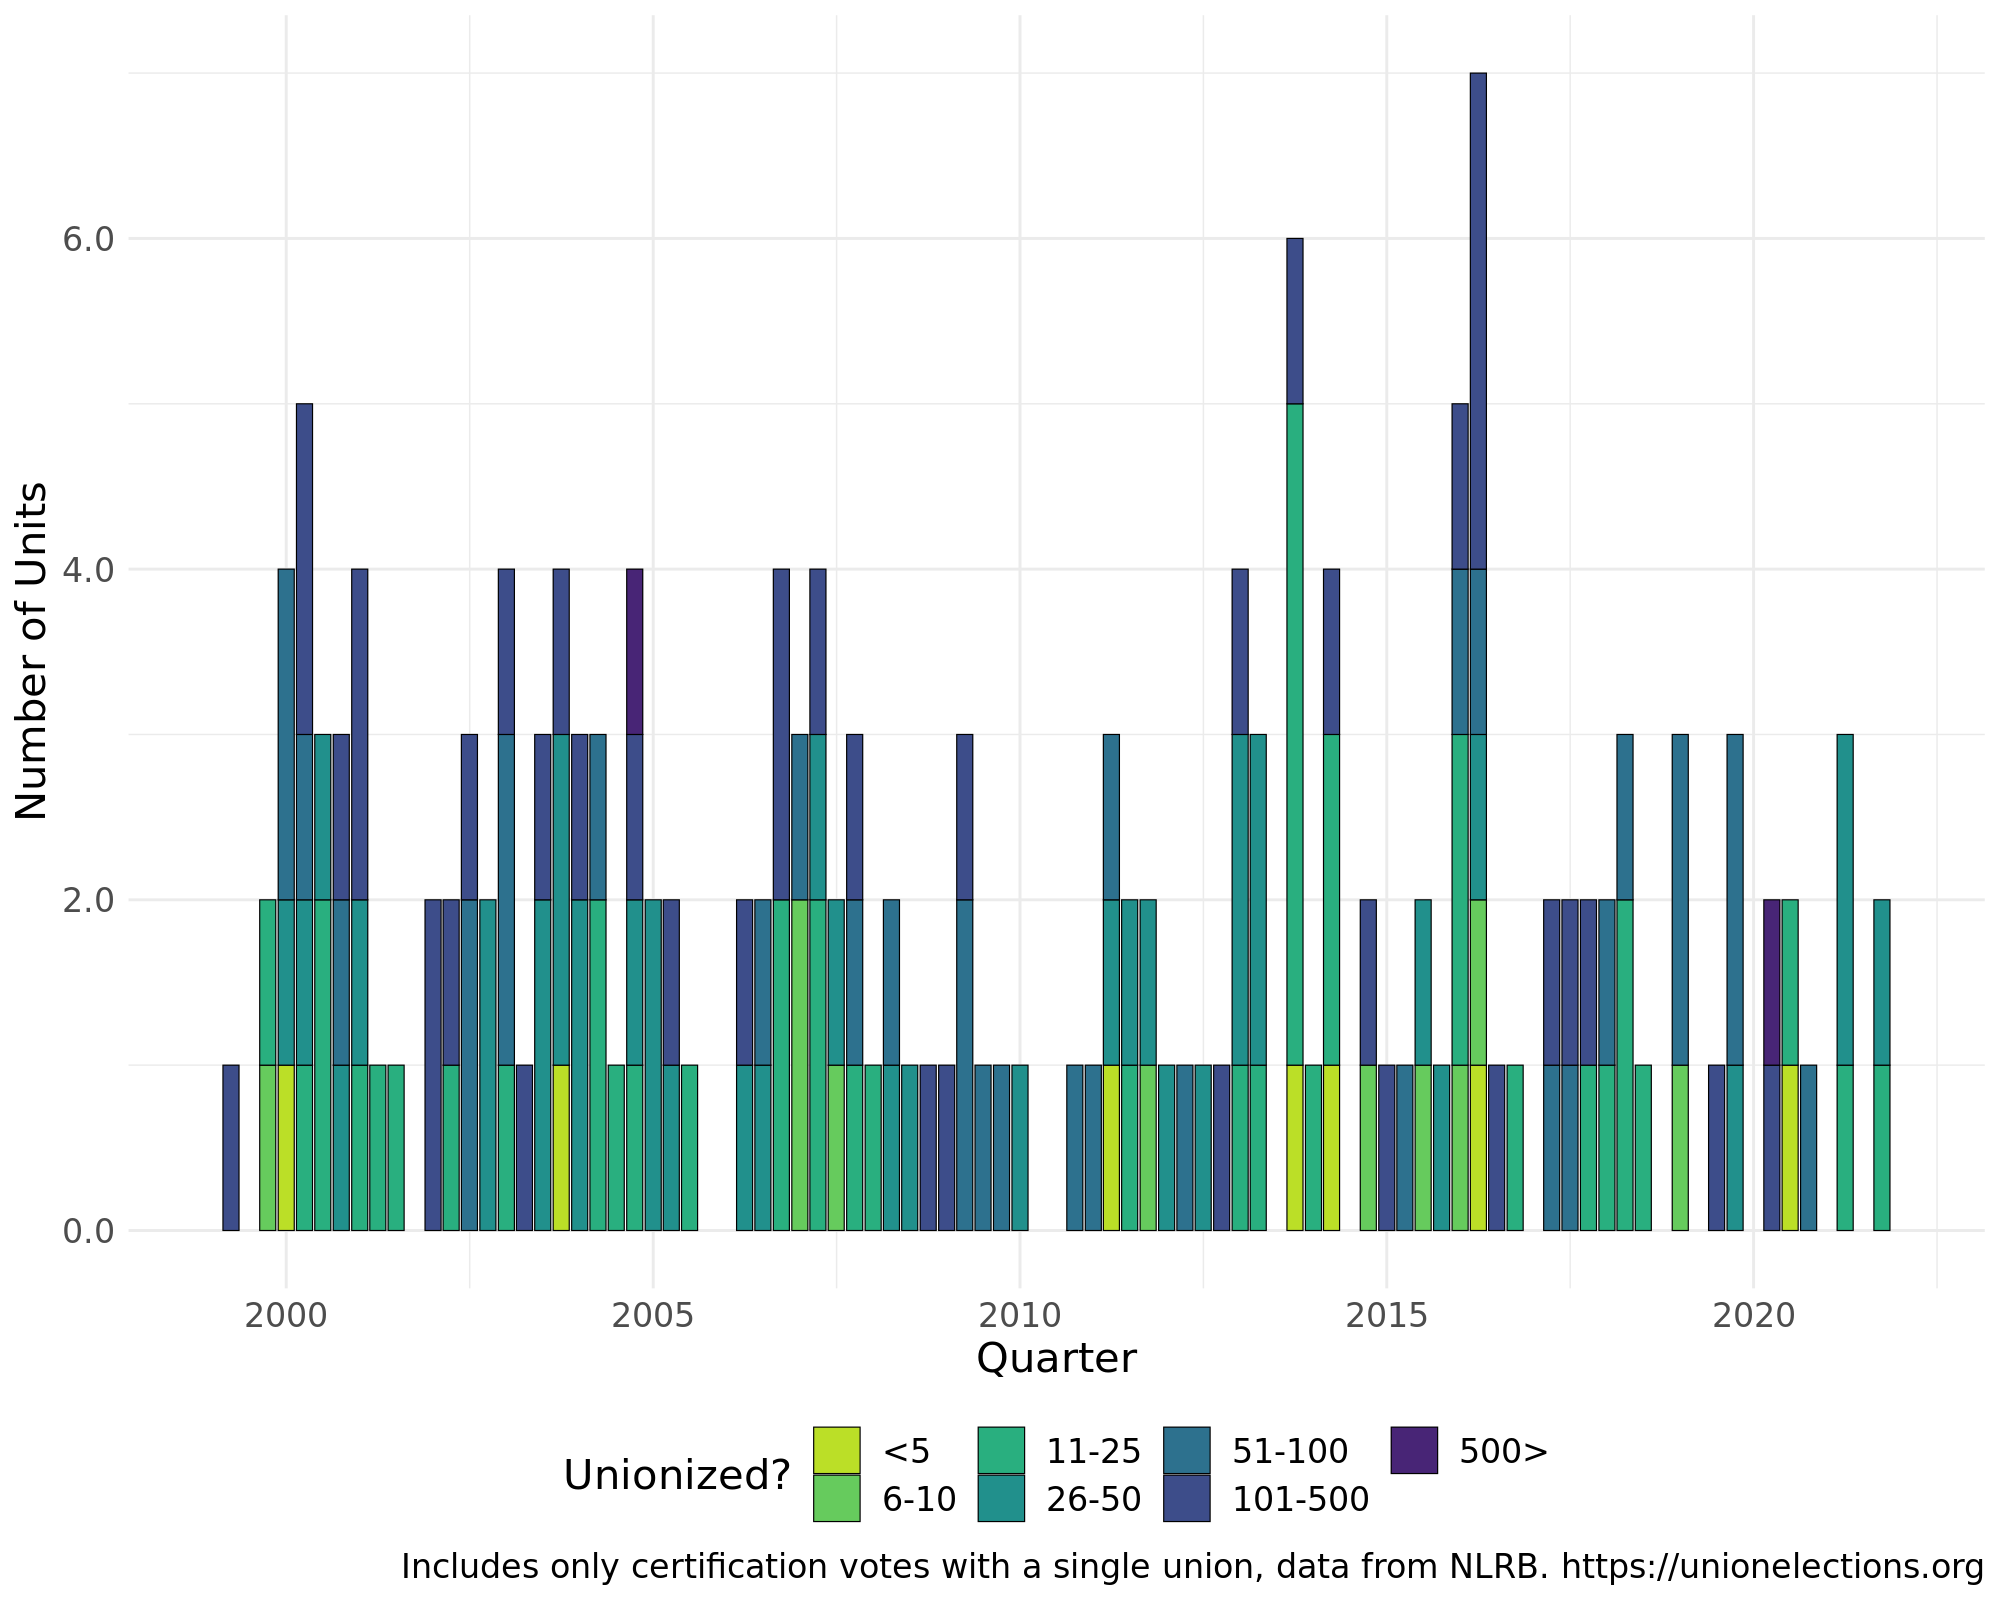 6.0
4.0
2.0
0.0
Number of Units
2000 2005 2010 2015 2020
Quarter
Unionized?
<5 11-25 51-100 500>
6-10 26-50 101-500
Includes only certification votes with a single union, data from NLRB. https://unionelections.org